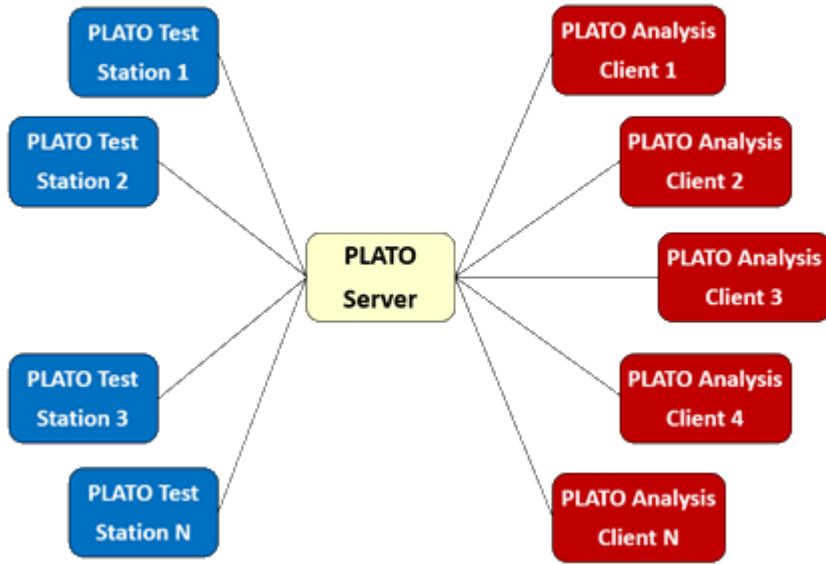 PLATO Test
Station 1
PLATO Test
Station 2
PLATO Test
Station 3
PLATO Test
Station N
PLATO
Server
PLATO Analysis
Client 1
PLATO Analysis
Client 2
PLATO Analysis
Client 3
PLATO Analysis
Client 4
PLATO Analysis
Client N